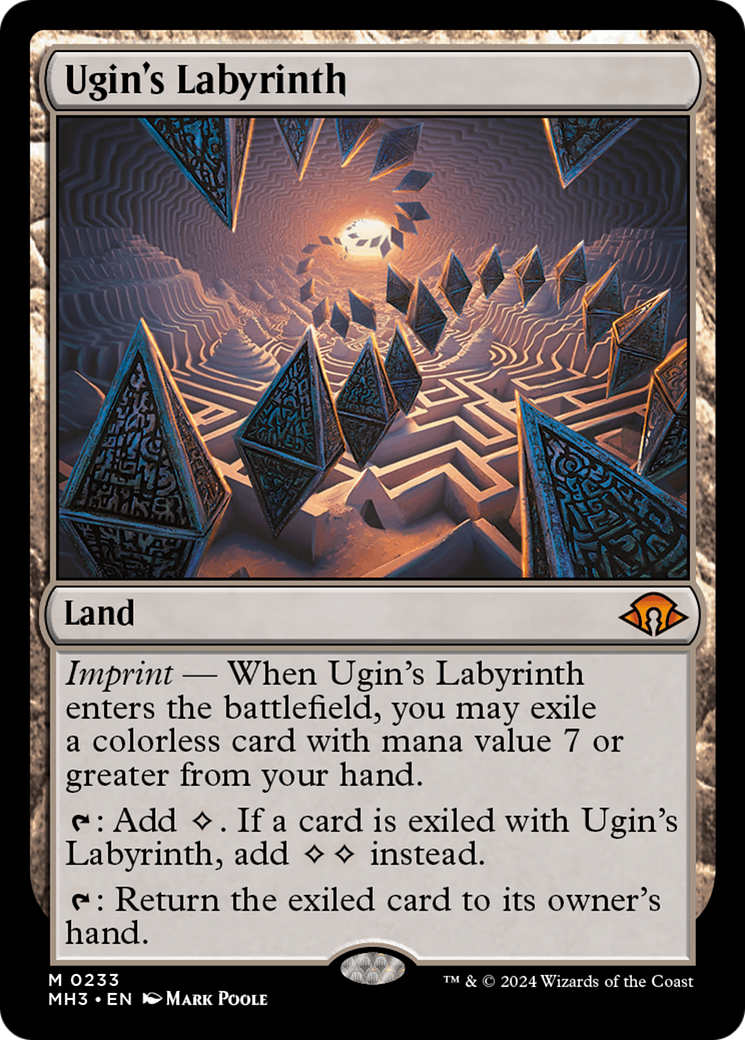 Ugin's Labyrinth
Land
Imprint — When Ugin's Labyrinth
enters the battlefield, you may exile
a colorless card with mana value 7 or
greater from your hand.
: Add . If a card is exiled with Ugin's
Labyrinth, add instead.
: Return the exiled card to its owner's
hand.
M 0233
MH3 • EN Mark Poole
™ & © 2024 Wizards of the Coast